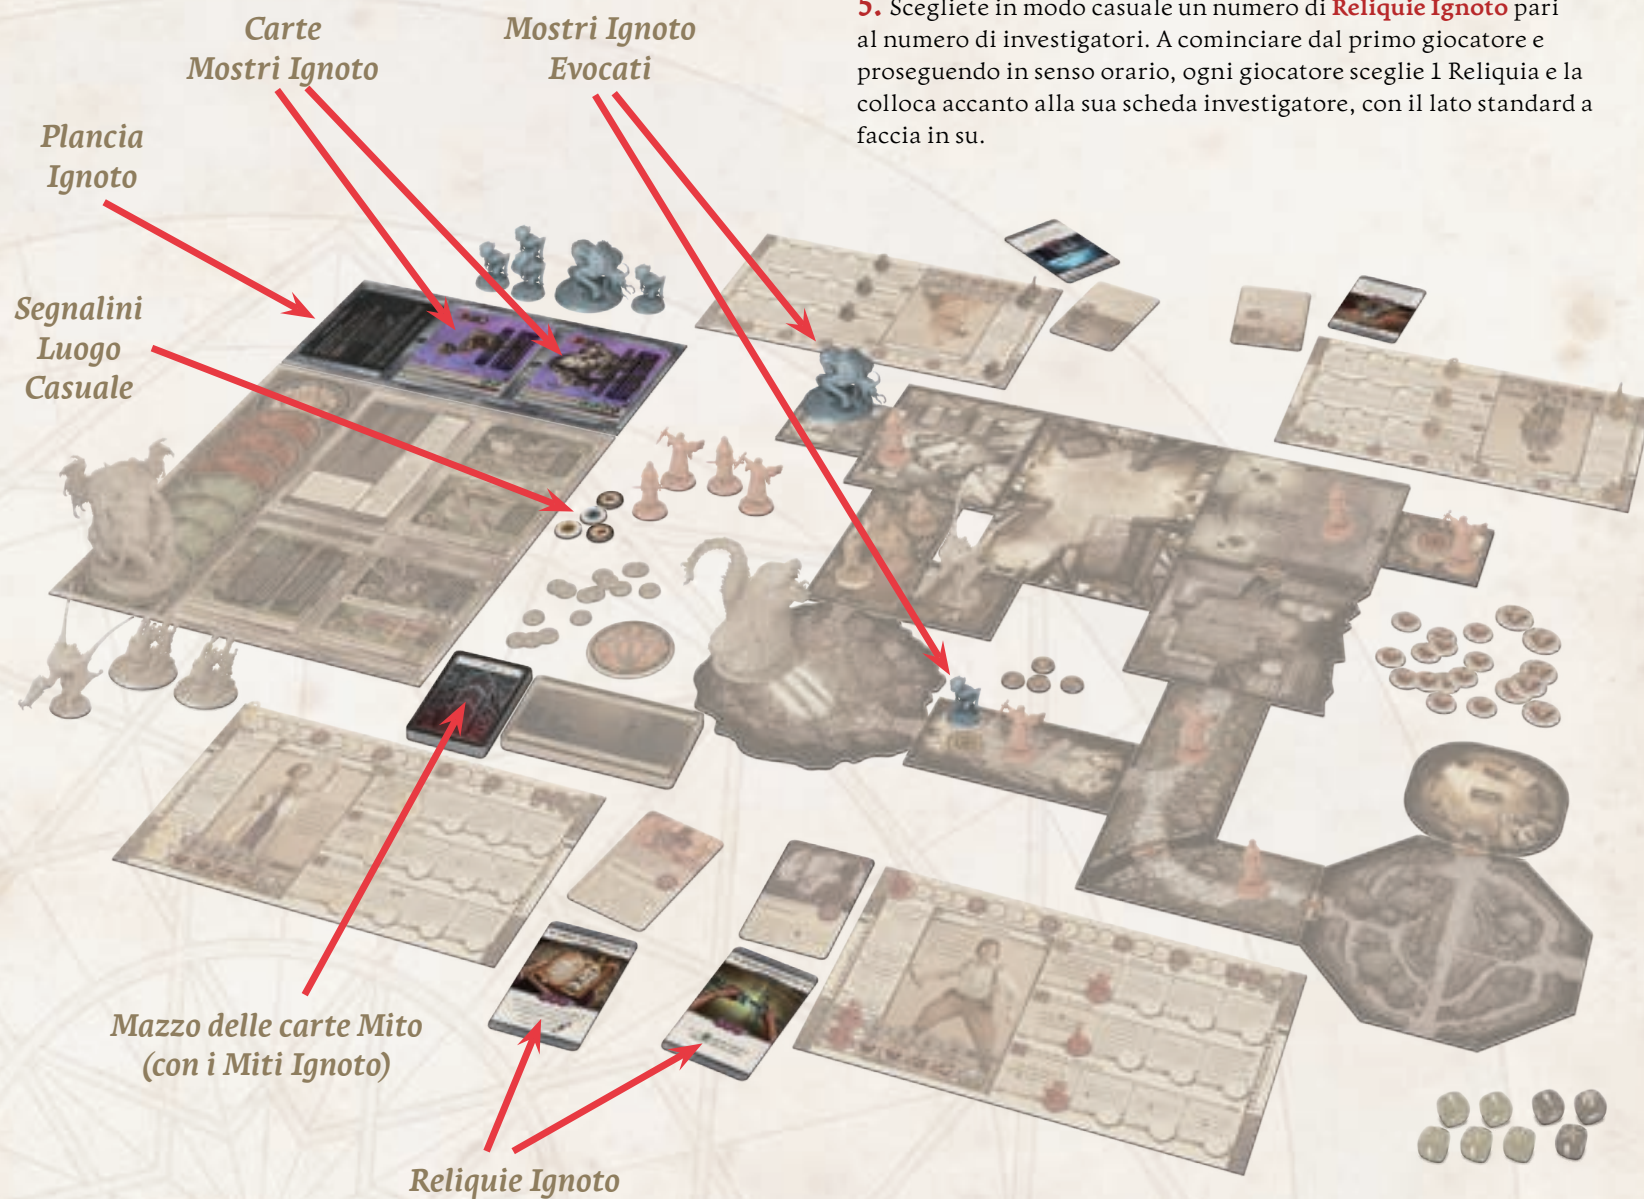 Carte
Mostri Ignoto
Mostri Ignoto
Evocati
5. Scegliete in modo casuale un numero di Reliquie Ignoto pari
al numero di investigatori. A cominciare dal primo giocatore e
proseguendo in senso orario, ogni giocatore sceglie 1 Reliquia e la
colloca accanto alla sua scheda investigatore, con il lato standard a
faccia in su.
Plancia
Ignoto
Segnalini
Luogo
Casuale
Mazzo delle carte Mito
(con i Miti Ignoto)
Reliquie Ignoto